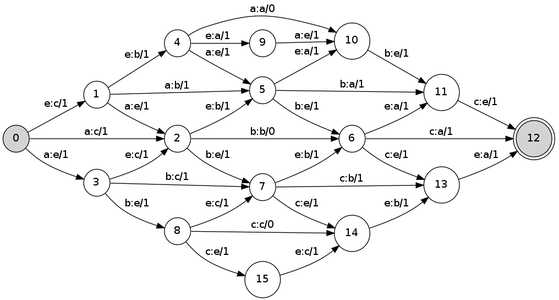 a:a/0
4
e:a/1
9
a:e/1
10
e:b/1
a:e/1
e:a/1
b:e/1
e:c/1
1
a:b/1
5
b:a/1
11
a:e/1
e:b/1
b:e/1
e:a/1
c:e/1
0
a:c/1
2
b:b/0
6
c:a/1
12
a:e/1
e:c/1
b:e/1
e:b/1
c:e/1
e:a/1
3
b:c/1
7
c:b/1
13
b:e/1
e:c/1
c:e/1
e:b/1
8
c:c/0
14
c:e/1
e:c/1
15